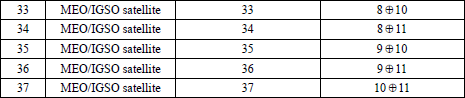 33 MEO/IGSO satellite 33 8⊕10
34 MEO/IGSO satellite 34 8⊕11
35 MEO/IGSO satellite 35 9⊕10
36 MEO/IGSO satellite 36 9⊕11
37 MEO/IGSO satellite 37 10⊕11